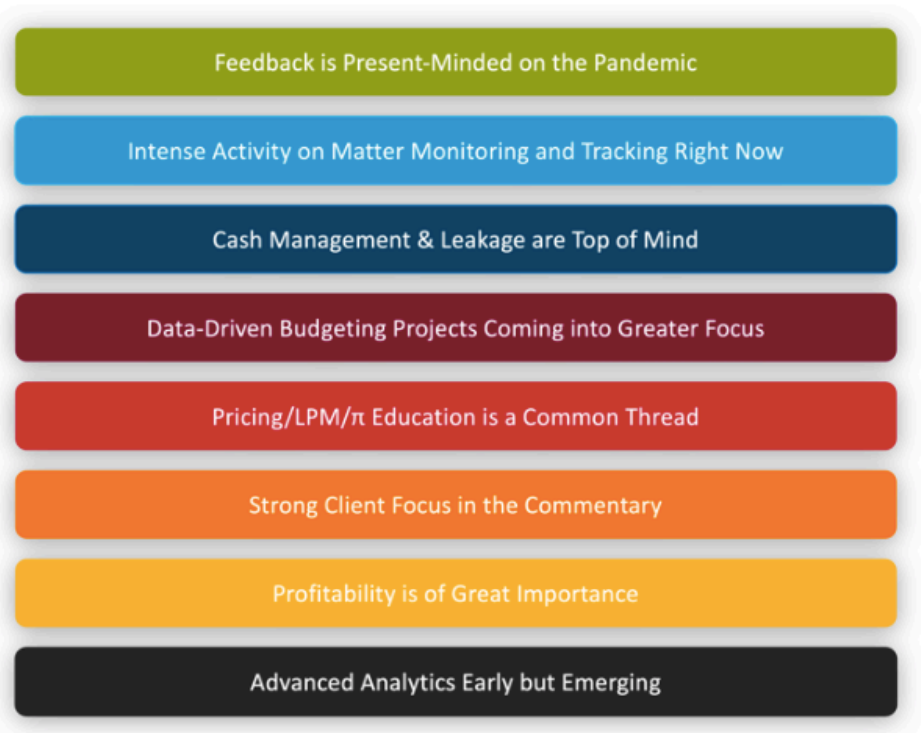 Feedback is Present-Minded on the Pandemic
Intense Activity on Matter Monitoring and Tracking Right Now
Cash Management & Leakage are Top of Mind
Data-Driven Budgeting Projects Coming into Greater Focus
Pricing/LPM/π Education is a Common Thread
Strong Client Focus in the Commentary
Profitability is of Great Importance
Advanced Analytics Early but Emerging